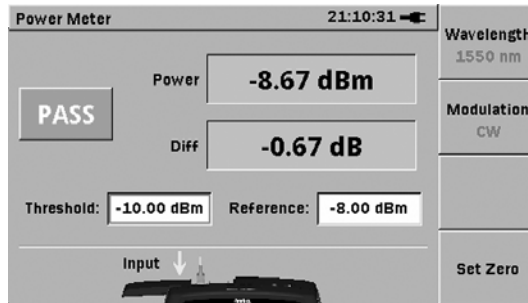 Power Meter 21:10:31
Wavelength
1550 nm
Power -8.67 dBm
PASS
Modulation
CW
Diff -0.67 dB
Threshold: -10.00 dBm Reference: -8.00 dBm
Input
Set Zero